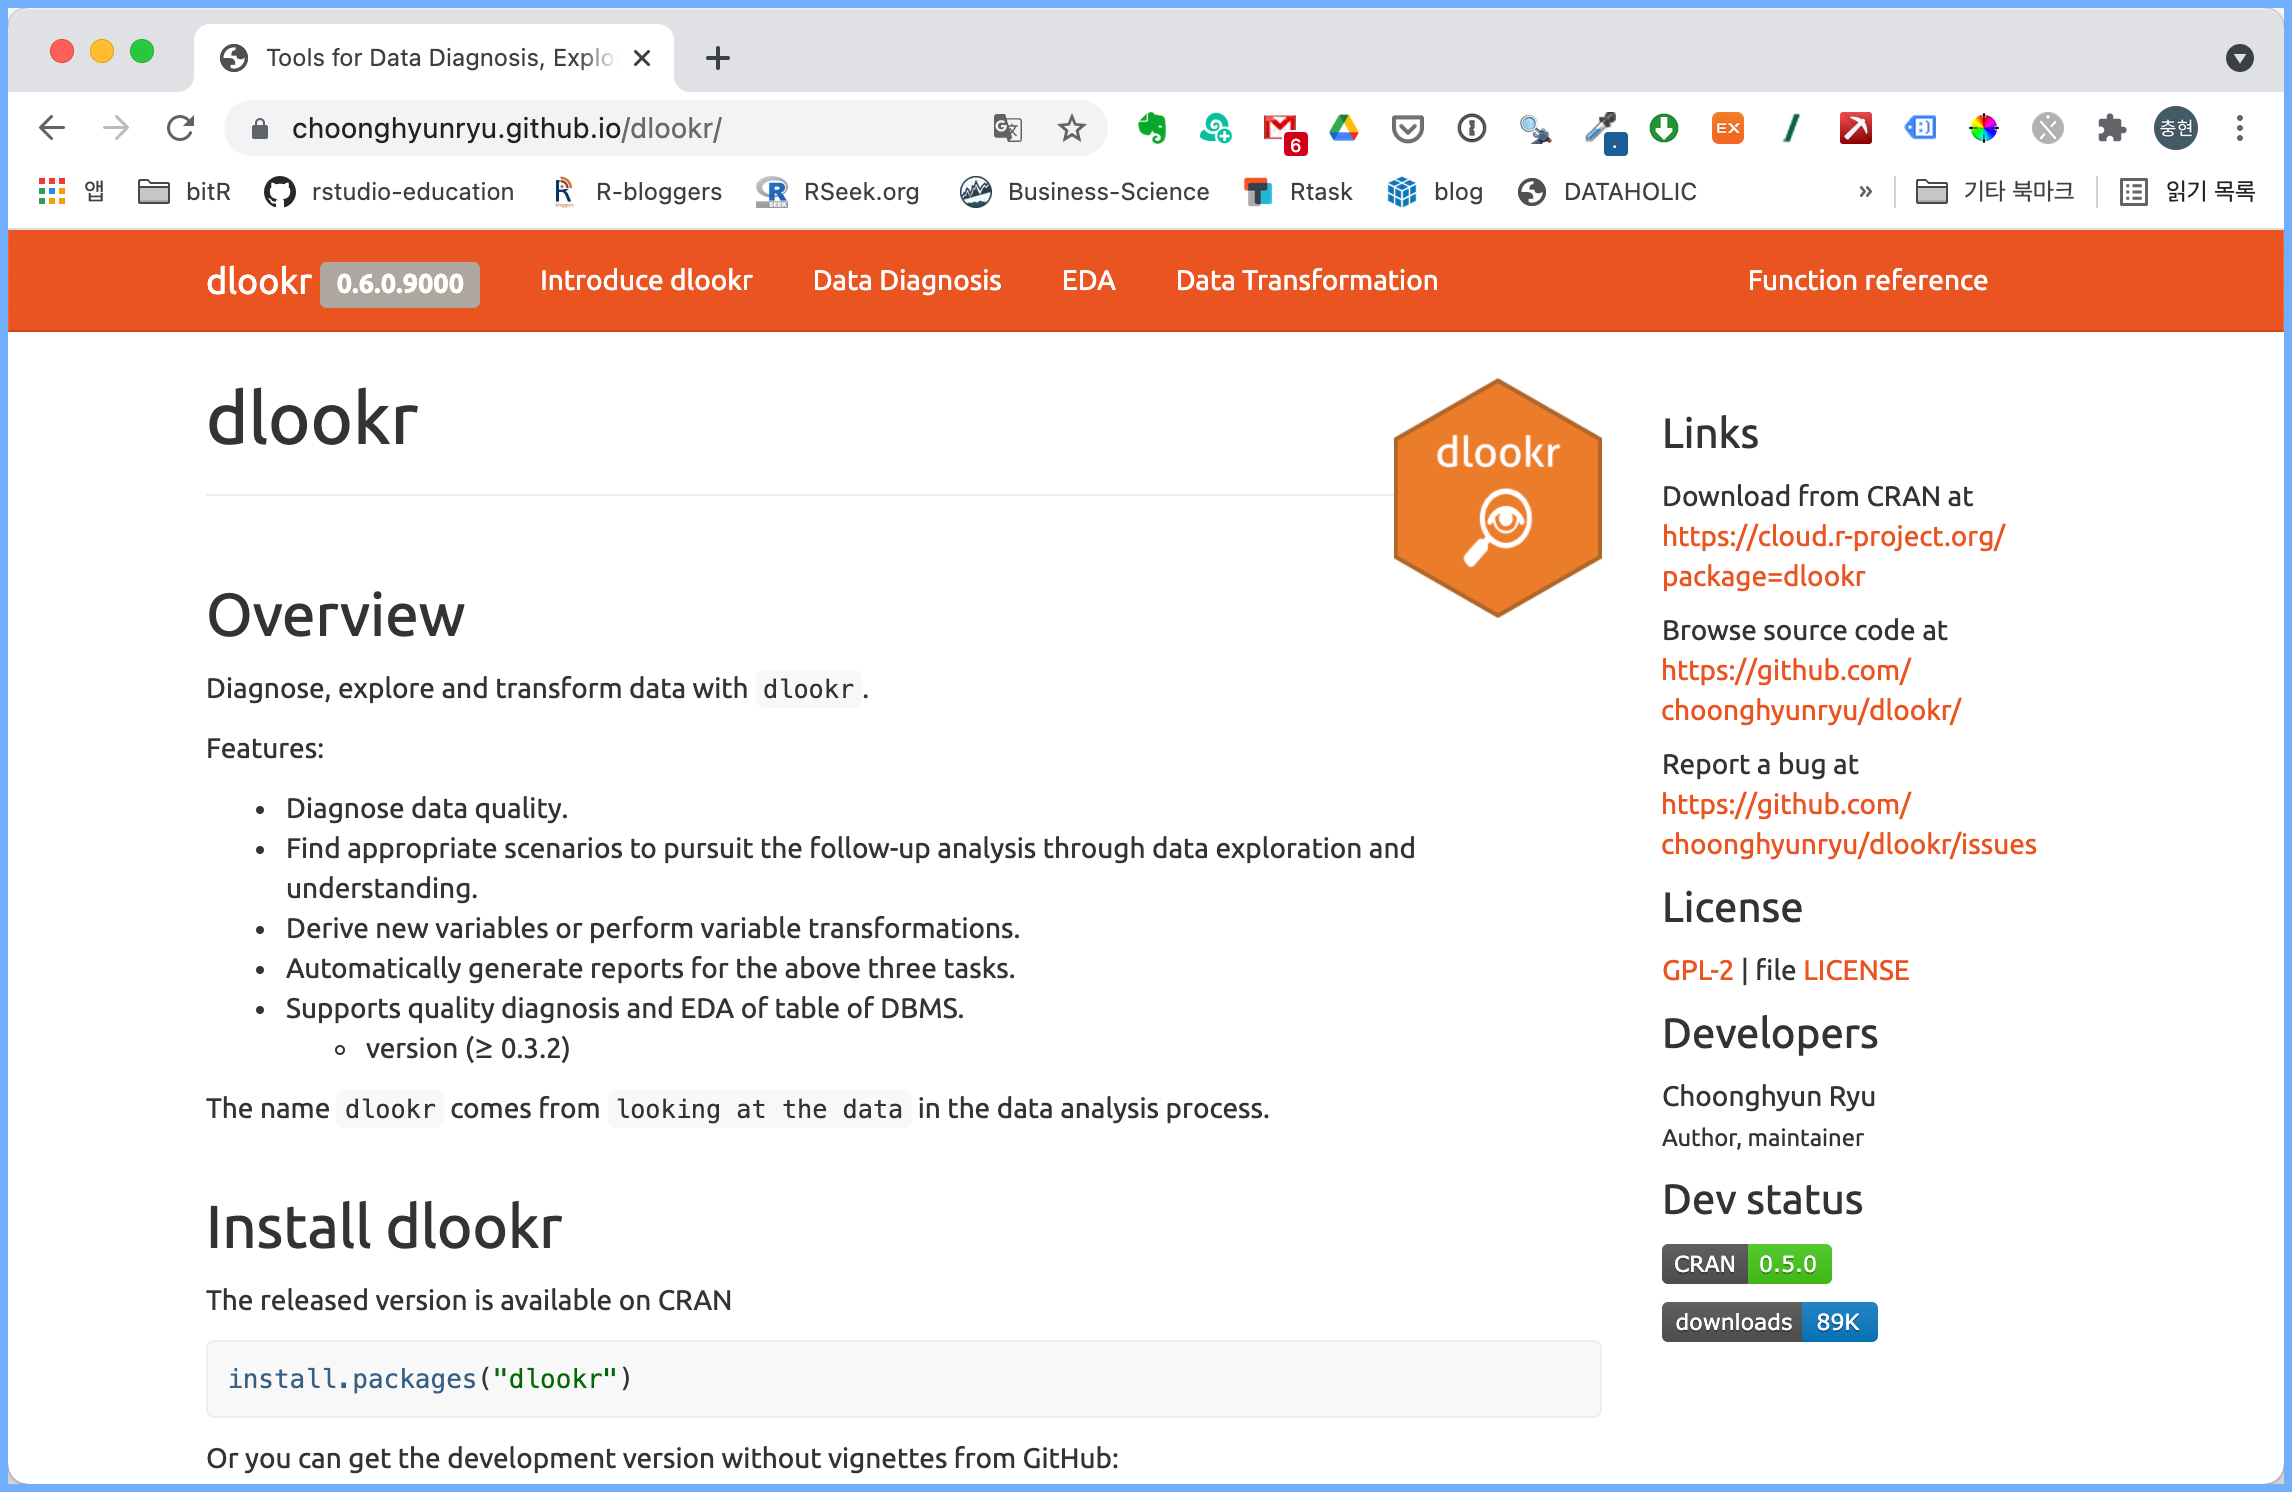 Tools for Data Diagnosis, Explo
choonghyunryu.github.io/dlookr/
6
EX
충현
앱
bitR
rstudio-education
R-bloggers
RSeek.org
Business-Science
Rtask
blog
DATAHOLIC
»
기타 북마크
읽기 목록
dlookr 0.6.0.9000
Introduce dlookr
Data Diagnosis
EDA
Data Transformation
Function reference
dlookr
dlookr
Overview
Diagnose, explore and transform data with dlookr.
Features:
• Diagnose data quality.
• Find appropriate scenarios to pursuit the follow-up analysis through data exploration and
understanding.
• Derive new variables or perform variable transformations.
• Automatically generate reports for the above three tasks.
• Supports quality diagnosis and EDA of table of DBMS.
◦ version (≥ 0.3.2)
The name dlookr comes from looking at the data in the data analysis process.
Install dlookr
The released version is available on CRAN
install.packages("dlookr")
Or you can get the development version without vignettes from GitHub:
Links
Download from CRAN at
https://cloud.r-project.org/
package=dlookr
Browse source code at
https://github.com/
choonghyunryu/dlookr/
Report a bug at
https://github.com/
choonghyunryu/dlookr/issues
License
GPL-2 | file LICENSE
Developers
Choonghyun Ryu
Author, maintainer
Dev status
CRAN 0.5.0
downloads 89K